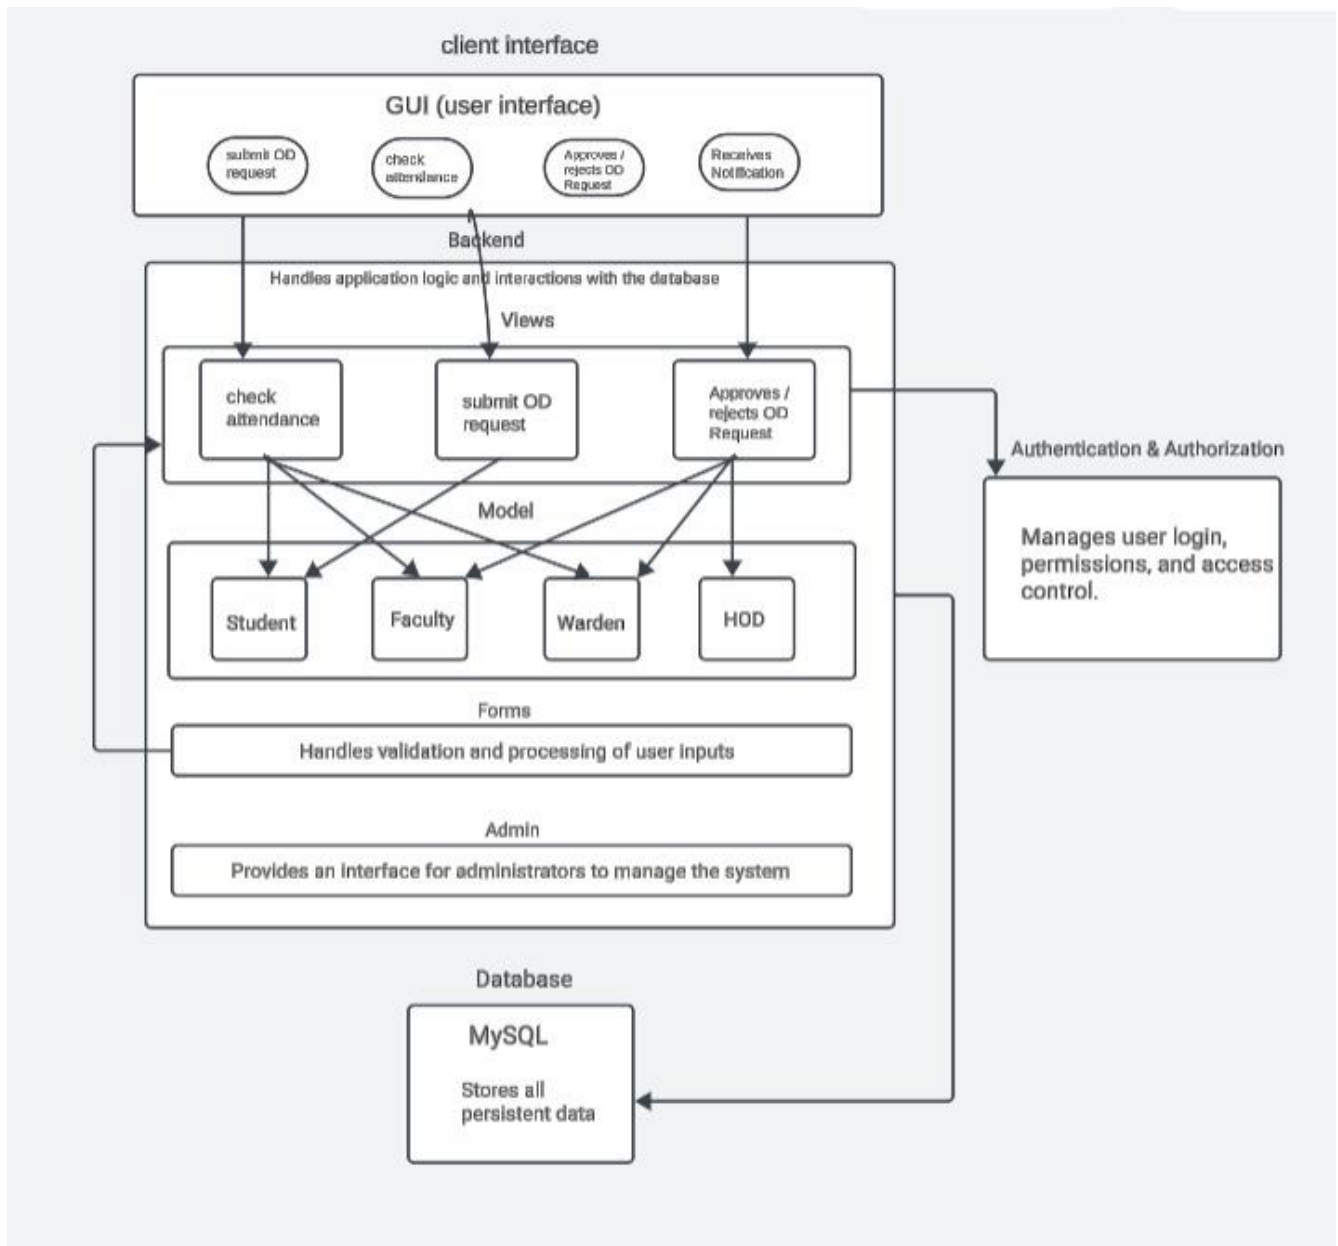 client interface
GUI (user interface)
submit OD
request
check
attendance
Approves /
rejects OD
Request
Receives
Notification
Backend
Handles application logic and interactions with the database
Views
check
attendance
submit OD
request
Approves /
rejects OD
Request
Authentication & Authorization
Manages user login,
permissions, and access
control.
Model
Student
Faculty
Warden
HOD
Forms
Handles validation and processing of user inputs
Admin
Provides an interface for administrators to manage the system
Database
MySQL
Stores all
persistent data